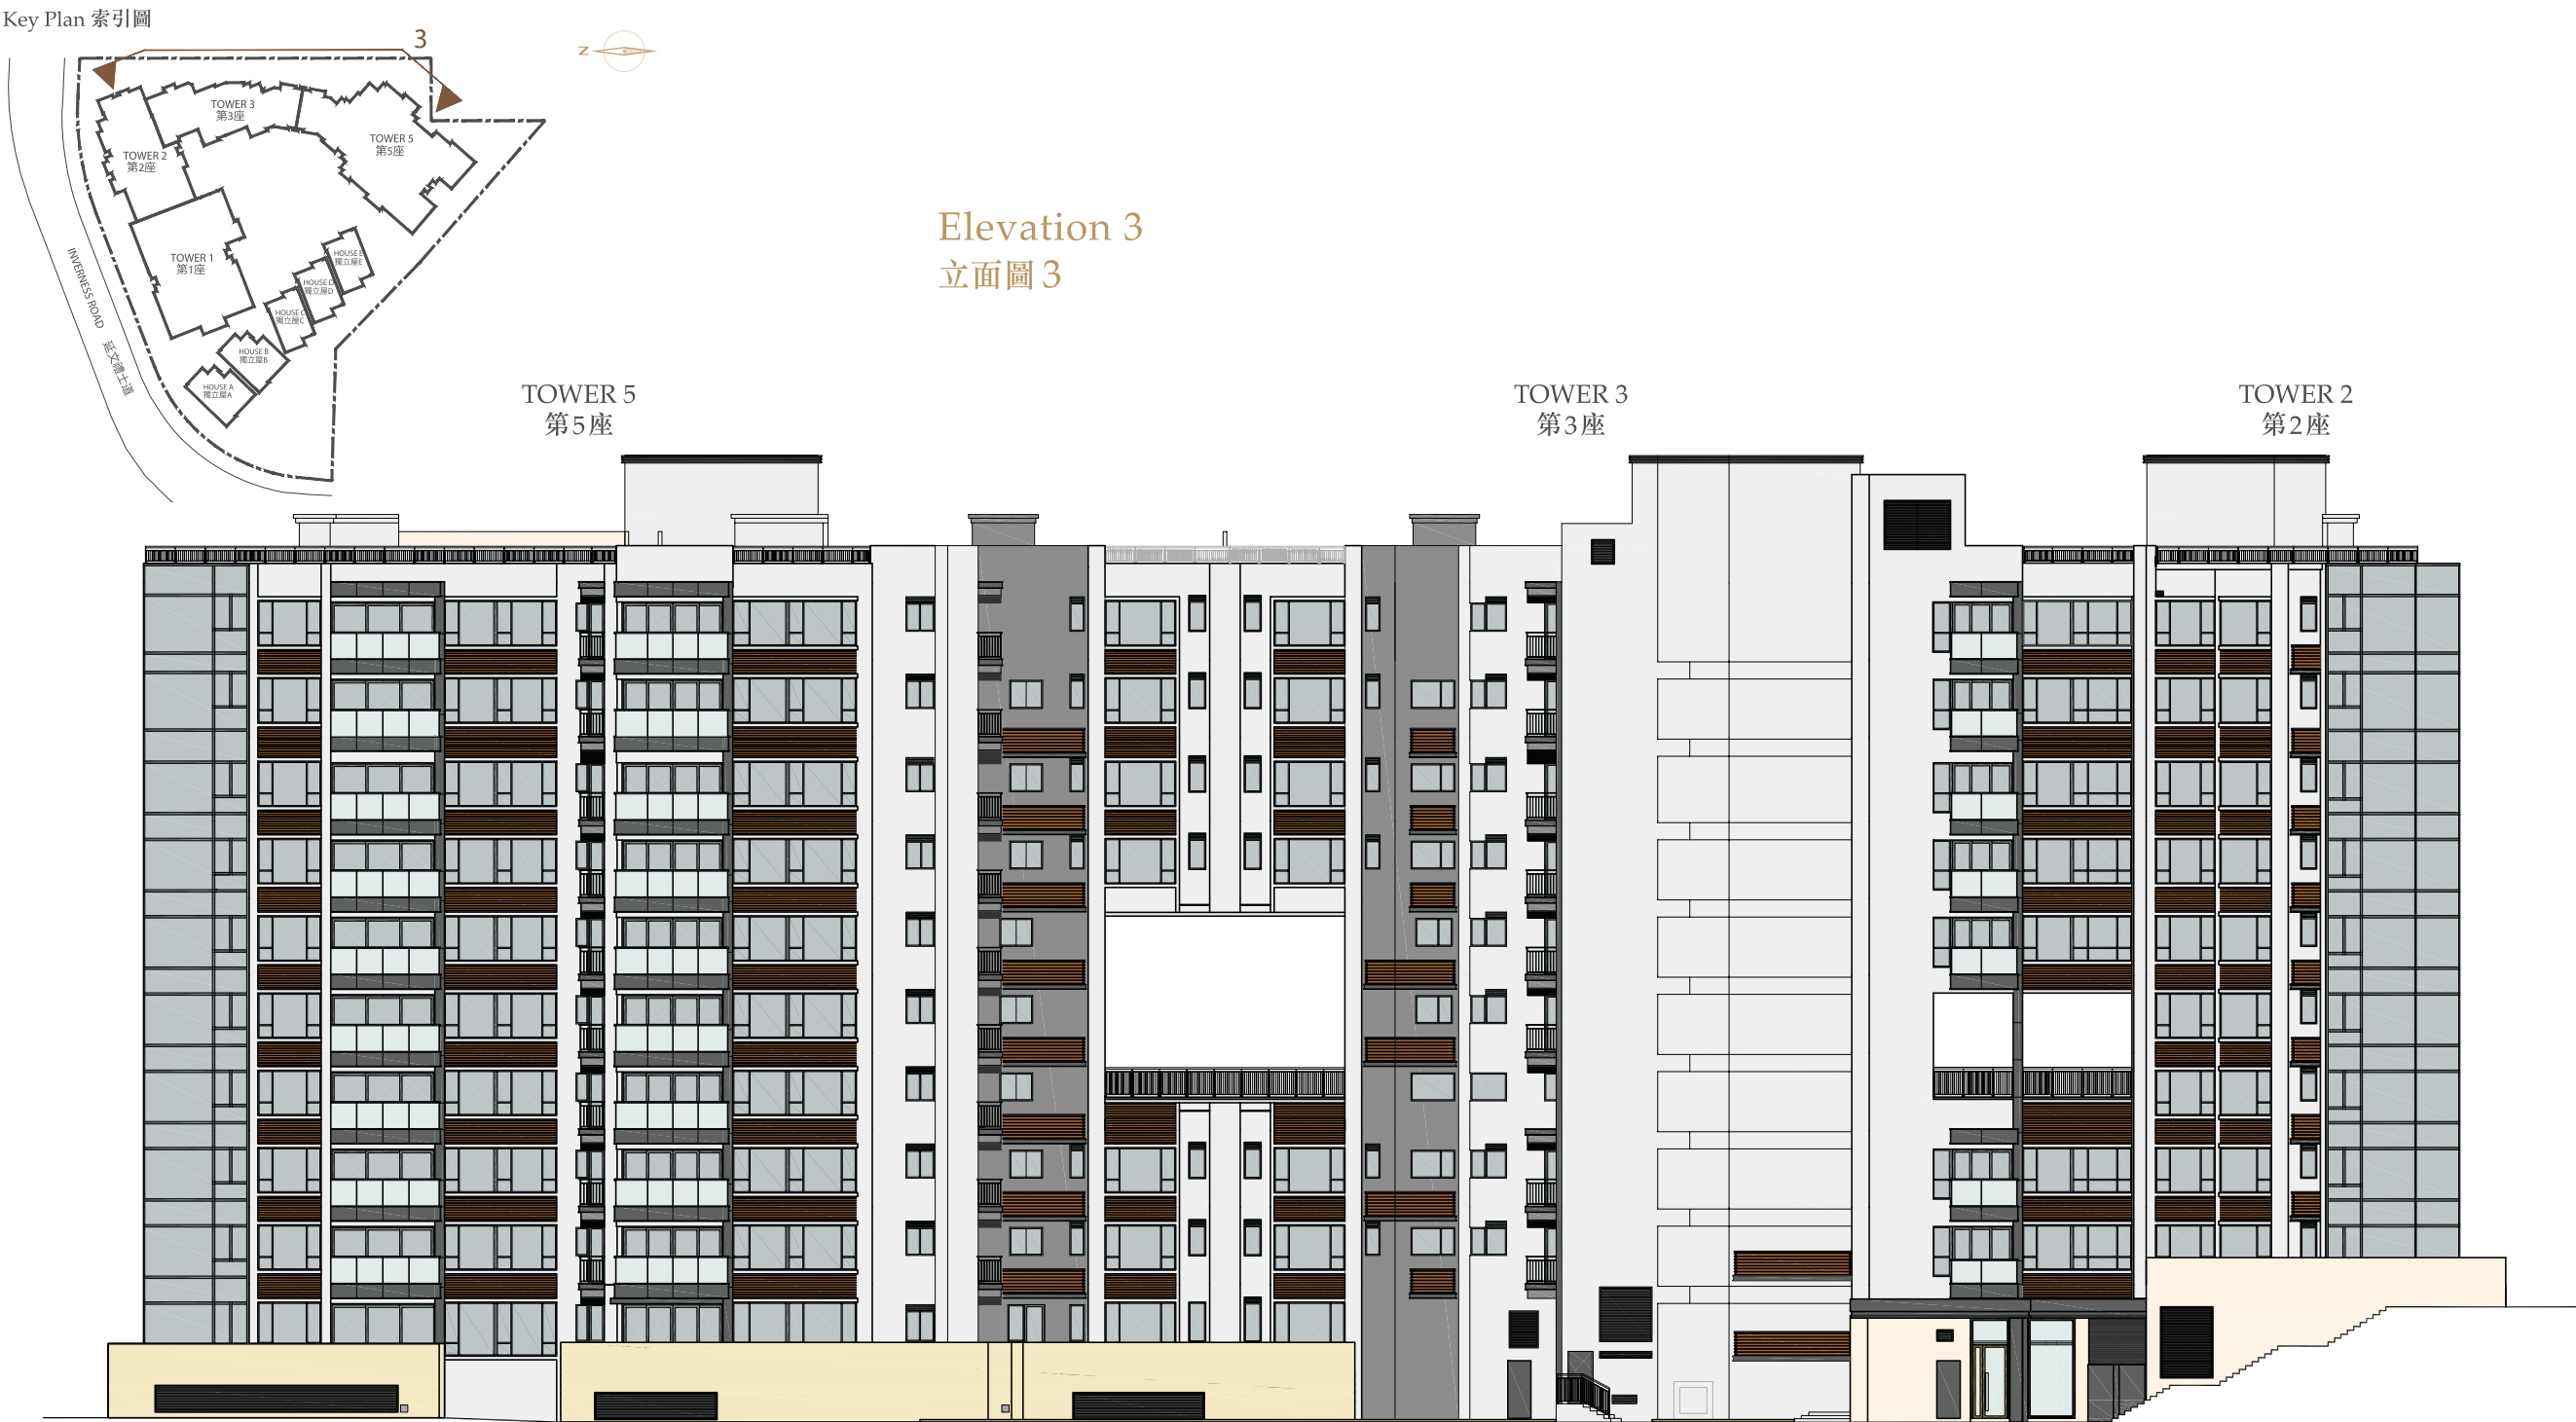 Key Plan 索引圖
3
Z
TOWER 3
第3座
TOWER 5
第5座
TOWER 2
第2座
TOWER 1
第1座
HOUSE E
獨立屋E
HOUSE D
獨立屋D
HOUSE C
獨立屋C
HOUSE B
獨立屋B
HOUSE A
獨立屋A
INVERNESS ROAD 延文禮士道
Elevation 3
立面圖 3
TOWER 5
第5座
TOWER 3
第3座
TOWER 2
第2座